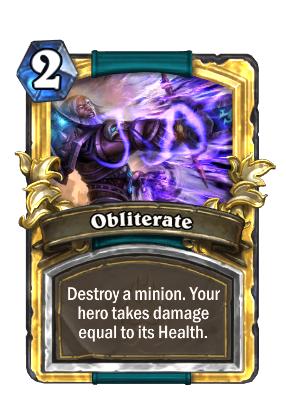 2
Obliterate
Destroy a minion. Your
hero takes damage
equal to its Health.